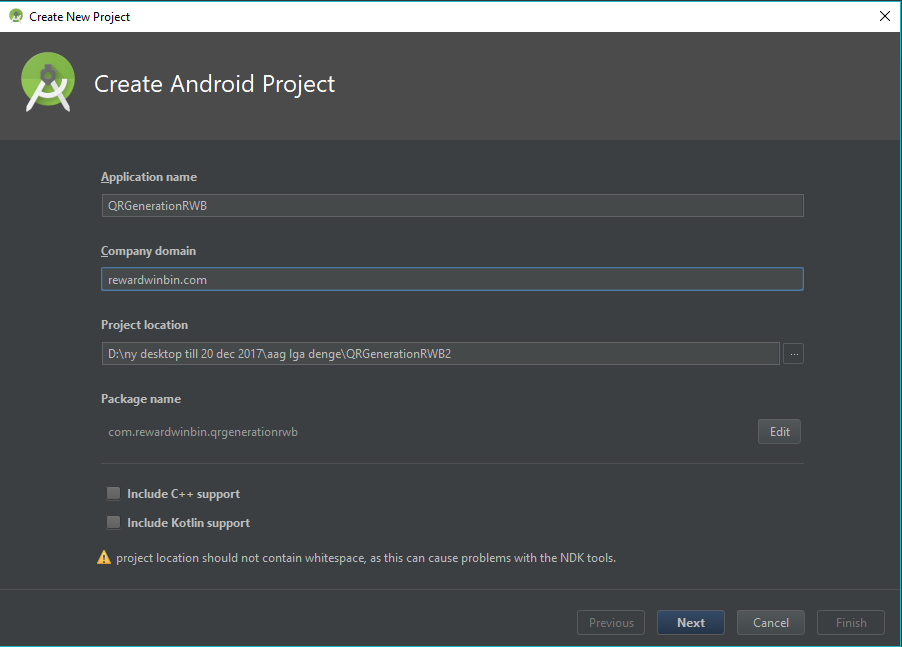 Create New Project
Create Android Project
Application name
QRGenerationRWB
Company domain
rewardwinbin.com
Project location
D:\ny desktop till 20 dec 2017\aag lga denge\QRGenerationRWB2
...
Package name
com.rewardwinbin.qrgenerationrwb
Edit
Include C++ support
Include Kotlin support
project location should not contain whitespace, as this can cause problems with the NDK tools.
Previous Next Cancel Finish